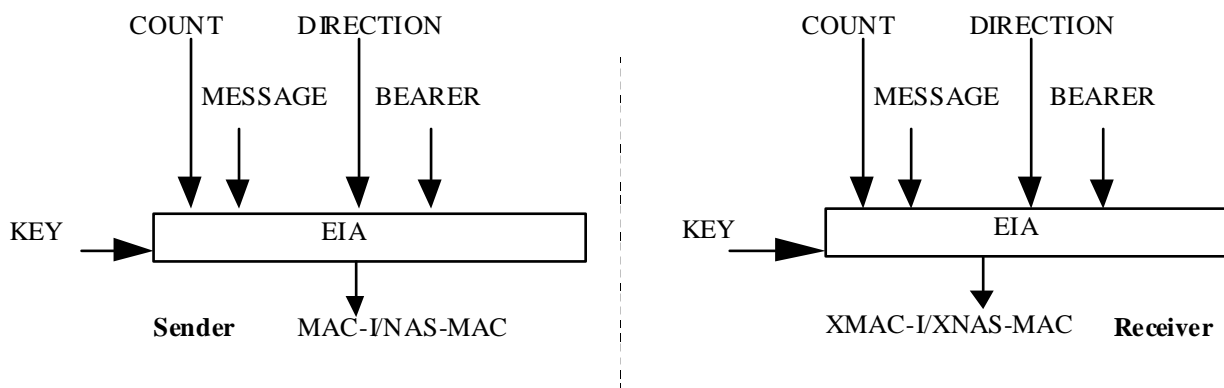 COUNT DIRECTION COUNT DIRECTION
MESSAGE BEARER MESSAGE BEARER
KEY EIA KEY EIA
Sender MAC-I/NAS-MAC XMAC-I/XNAS-MAC Receiver